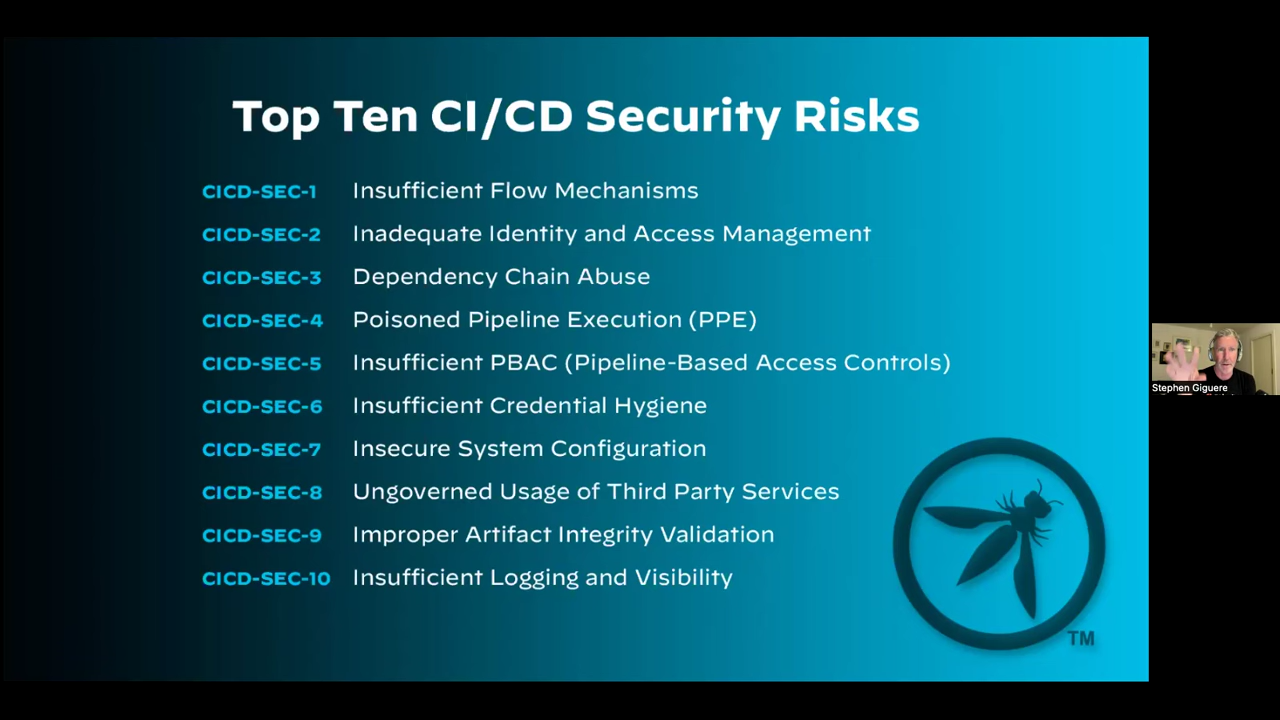 Top Ten CI/CD Security Risks
CICD-SEC-1 Insufficient Flow Mechanisms
CICD-SEC-2 Inadequate Identity and Access Management
CICD-SEC-3 Dependency Chain Abuse
CICD-SEC-4 Poisoned Pipeline Execution (PPE)
CICD-SEC-5 Insufficient PBAC (Pipeline-Based Access Controls)
CICD-SEC-6 Insufficient Credential Hygiene
CICD-SEC-7 Insecure System Configuration
CICD-SEC-8 Ungoverned Usage of Third Party Services
CICD-SEC-9 Improper Artifact Integrity Validation
CICD-SEC-10 Insufficient Logging and Visibility
TM
Stephen Giguere